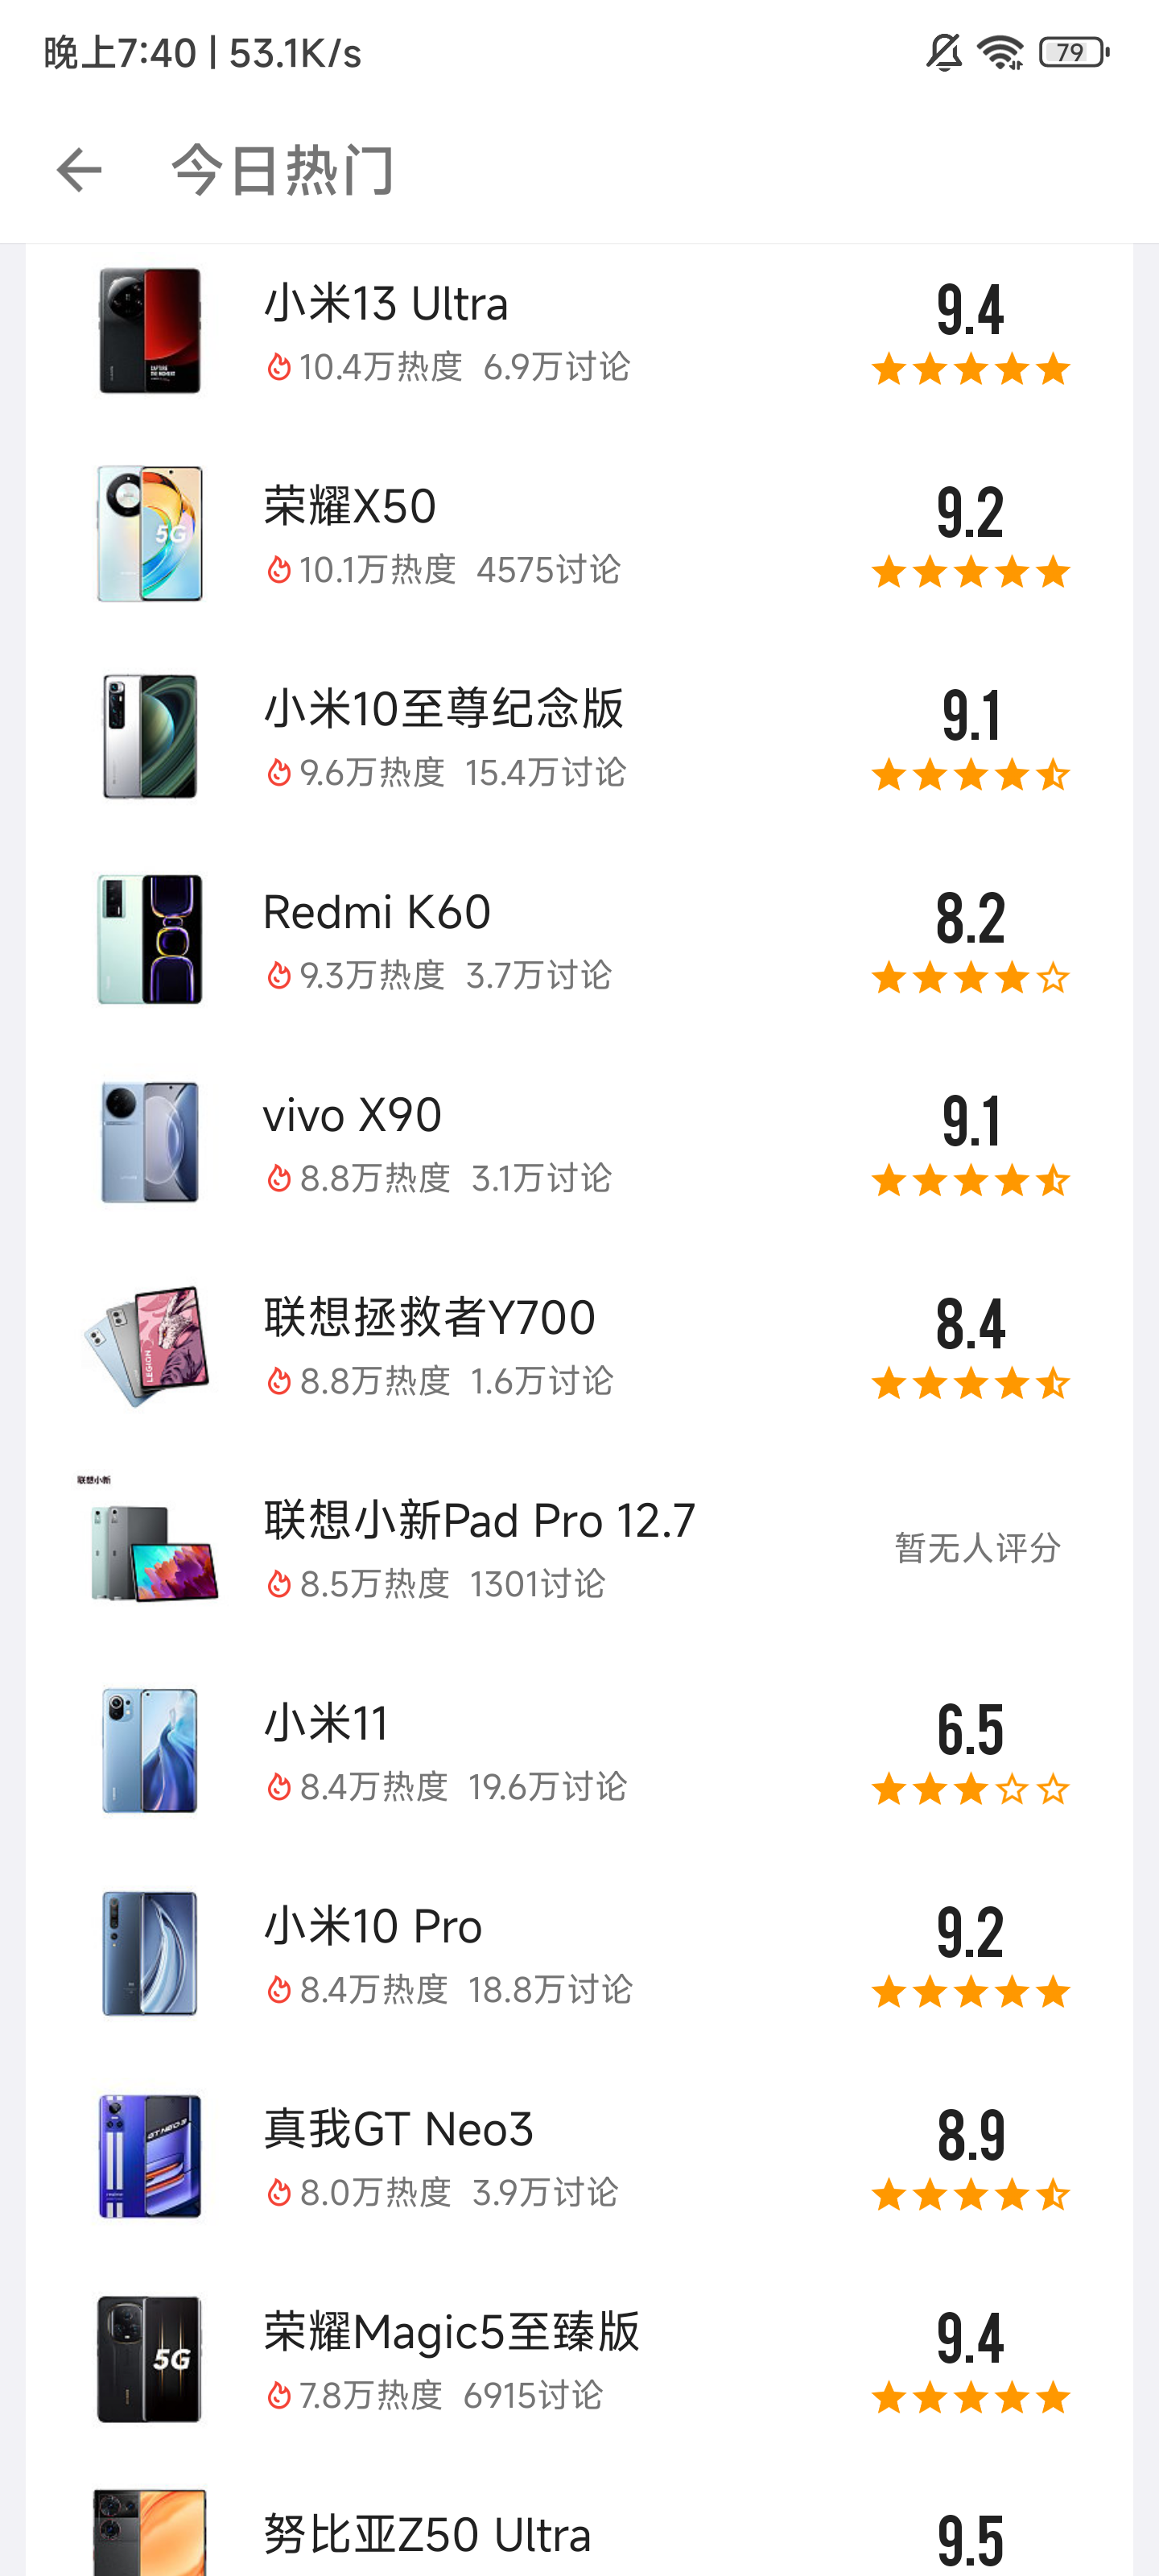 晚上7:40 | 53.1K/s
79
今日热门
小米13 Ultra
9.4
10.4万热度 6.9万讨论
荣耀X50
9.2
5G
10.1万热度 4575讨论
小米10至尊纪念版
9.1
9.6万热度 15.4万讨论
Redmi K60
8.2
9.3万热度 3.7万讨论
vivo X90
9.1
8.8万热度 3.1万讨论
联想拯救者Y700
8.4
LEGION
8.8万热度 1.6万讨论
联想小新
联想小新Pad Pro 12.7
暂无人评分
8.5万热度 1301讨论
小米11
6.5
8.4万热度 19.6万讨论
小米10 Pro
9.2
8.4万热度 18.8万讨论
真我GT Neo3
8.9
GT NEO3
8.0万热度 3.9万讨论
荣耀Magic5至臻版
9.4
5G
7.8万热度 6915讨论
努比亚Z50 Ultra
9.5